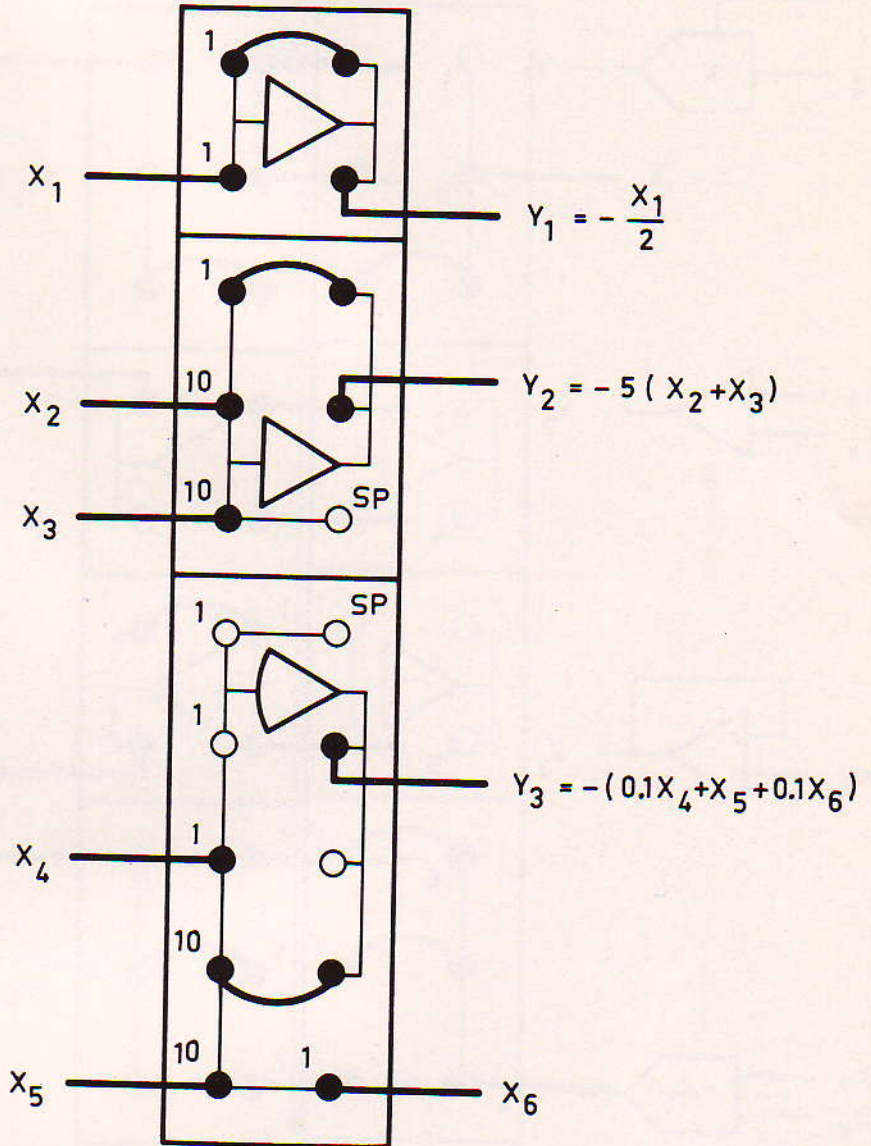 1
1
X₁
Y₁ = - X₁/2
1
10
X₂
Y₂ = - 5 ( X₂+X₃)
10
SP
X₃
1
SP
1
Y₃ = -( 0.1X₄+X₅+0.1X₆)
1
X₄
10
10
1
X₅
X₆